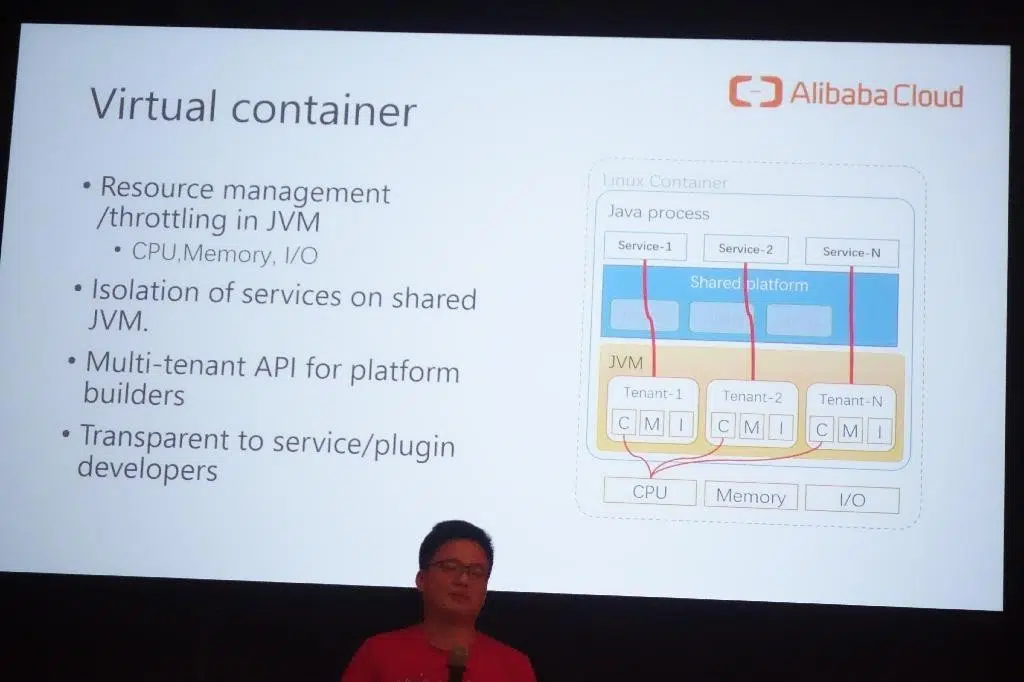 Virtual container
Alibaba Cloud
• Resource management
/throttling in JVM
• CPU,Memory, I/O
• Isolation of services on shared
JVM.
• Multi-tenant API for platform
builders
• Transparent to service/plugin
developers
Linux Container
Java process
Service-1 Service-2 Service-N
Shared platform
JVM
Tenant-1 Tenant-2 Tenant-N
C M I C M I C M I
CPU Memory I/O